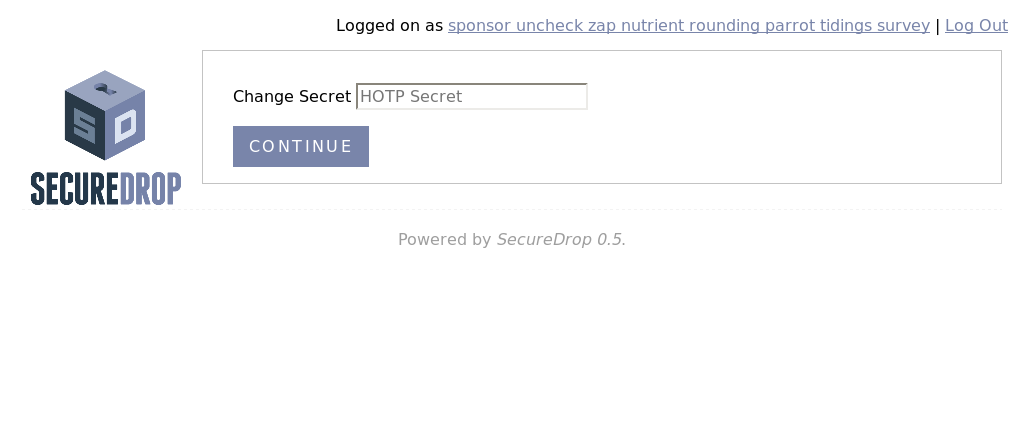 Logged on as sponsor uncheck zap nutrient rounding parrot tidings survey | Log Out
SD
SECUREDROP
Change Secret HOTP Secret
CONTINUE
Powered by SecureDrop 0.5.